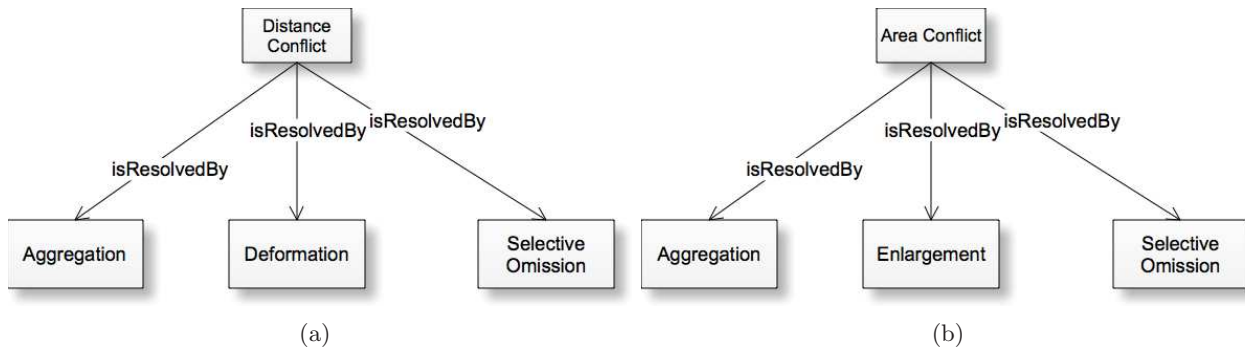 Distance
Conflict
isResolvedBy
isResolvedBy
isResolvedBy
Aggregation
Deformation
Selective
Omission
(a)
Area Conflict
isResolvedBy
isResolvedBy
isResolvedBy
Aggregation
Enlargement
Selective
Omission
(b)